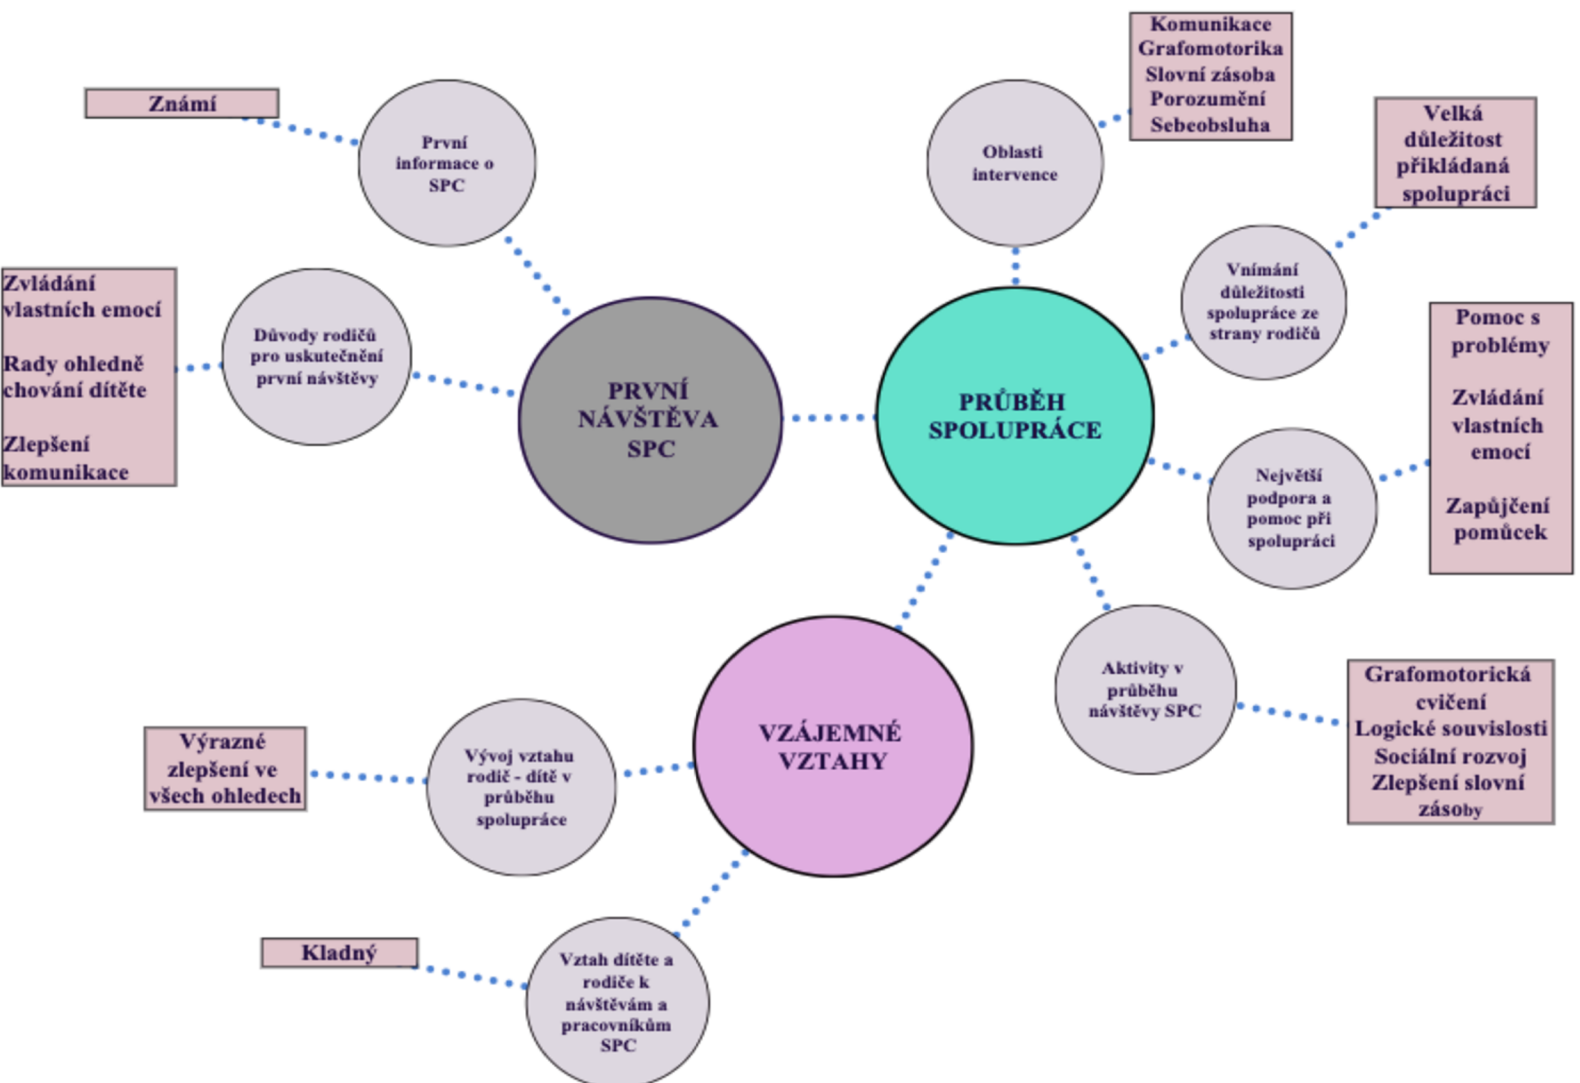 Známí
První
informace o
SPC
Zvládání
vlastních emocí
Rady ohledně
chování dítěte
Zlepšení
komunikace
Důvody rodičů
pro uskutečnění
první návštěvy
PRVNÍ
NÁVŠTĚVA
SPC
Komunikace
Grafomotorika
Slovní zásoba
Porozumění
Sebeobsluha
Oblasti
intervence
Velká
důležitost
přikládaná
spolupráci
Vnímání
důležitosti
spolupráce ze
strany rodičů
PRŮBĚH
SPOLUPRÁCE
Pomoc s
problémy
Zvládání
vlastních
emocí
Zapůjčení
pomůcek
Největší
podpora a
pomoc při
spolupráci
Aktivity v
průběhu
návštěvy SPC
Grafomotorická
cvičení
Logické souvislosti
Sociální rozvoj
Zlepšení slovní
zásoby
VZÁJEMNÉ
VZTAHY
Výrazné
zlepšení ve
všech ohledech
Vývoj vztahu
rodič - dítě v
průběhu
spolupráce
Kladný
Vztah dítěte a
rodiče k
návštěvám a
pracovníkům
SPC